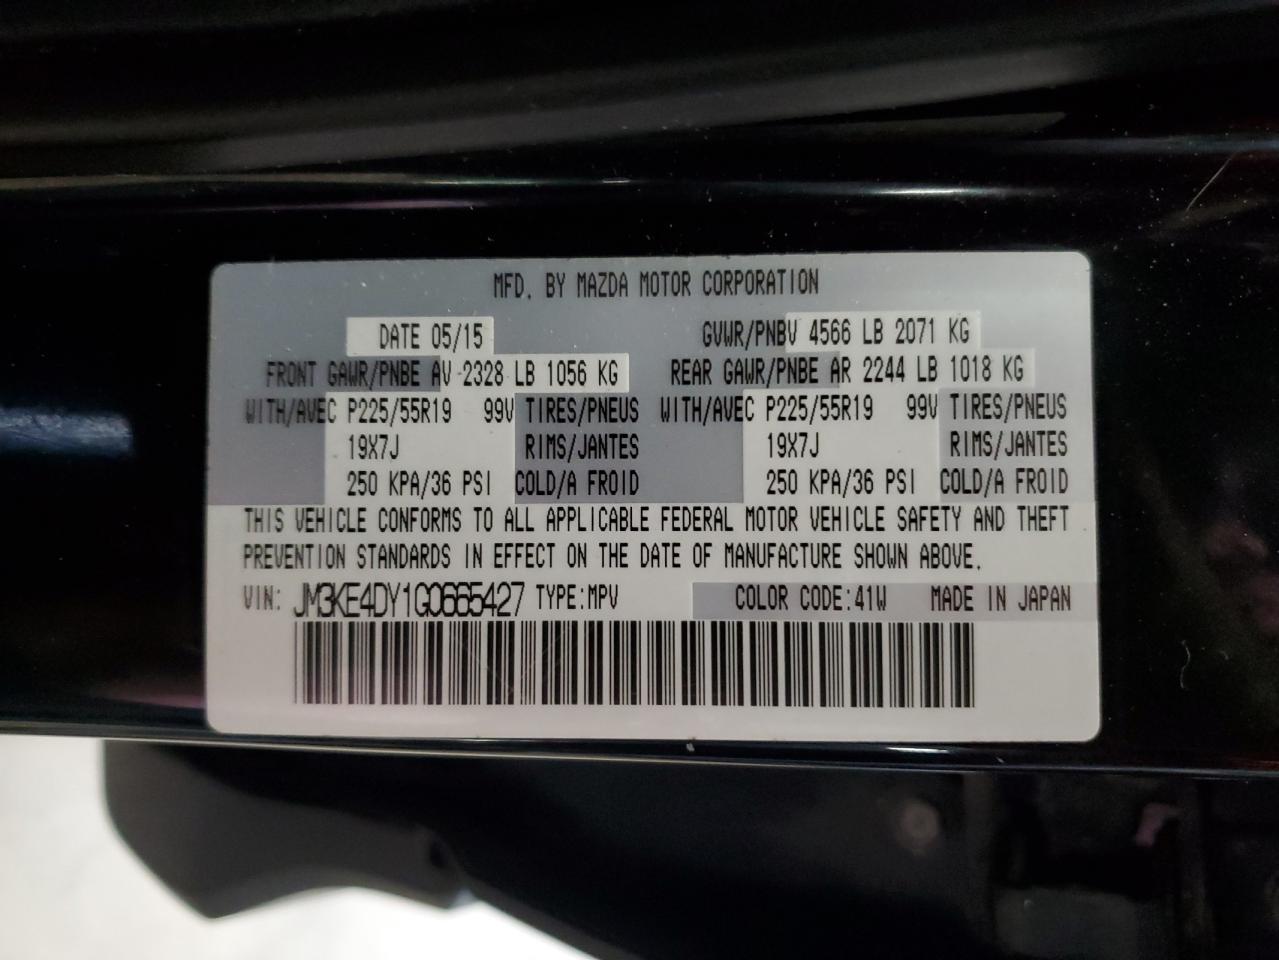 MFD. BY MAZDA MOTOR CORPORATION
DATE 05/15 GVWR/PNBV 4566 LB 2071 KG
FRONT GAWR/PNBE AV 2328 LB 1056 KG REAR GAWR/PNBE AR 2244 LB 1018 KG
WITH/AVEC P225/55R19 99V TIRES/PNEUS WITH/AVEC P225/55R19 99V TIRES/PNEUS
19X7J RIMS/JANTES 19X7J RIMS/JANTES
250 KPA/36 PSI COLD/A FROID 250 KPA/36 PSI COLD/A FROID
THIS VEHICLE CONFORMS TO ALL APPLICABLE FEDERAL MOTOR VEHICLE SAFETY AND THEFT
PREVENTION STANDARDS IN EFFECT ON THE DATE OF MANUFACTURE SHOWN ABOVE.
VIN: JM3KE4DY1G0665427 TYPE:MPV COLOR CODE:41W MADE IN JAPAN